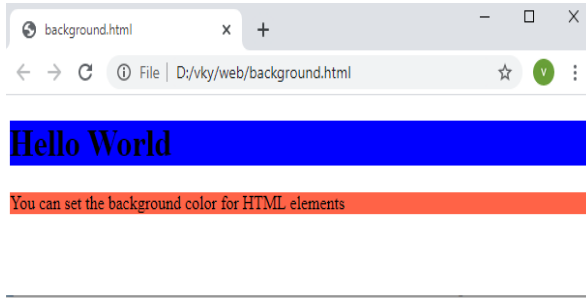 background.html
File | D:/vky/web/background.html
V
Hello World
You can set the background color for HTML elements